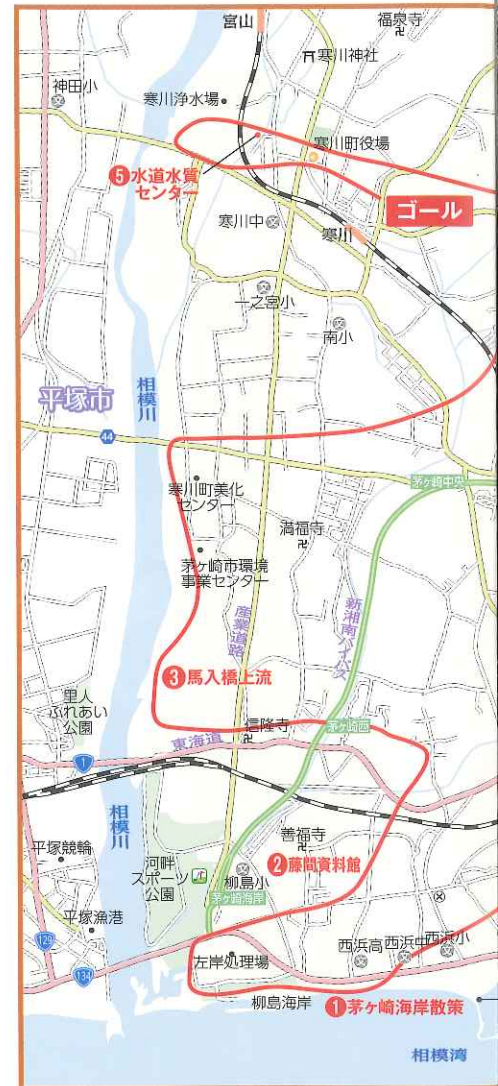 宮山
福泉寺
寒川神社
神田小
寒川浄水場
寒川町役場
❺水道水質
センター
ゴール
寒川中
寒川
一之宮小
南小
平塚市
相模川
44
寒川町美化
センター
茅ヶ崎中央
満福寺
茅ヶ崎市環境
事業センター
産業道路
新湘南バイパス
❸馬入橋上流
里人
ふれあい
公園
信隆寺
茅ヶ崎西
東海道
1
相模川
平塚競輪
河畔
スポーツ
公園
善福寺
❷藤間資料館
柳島小
茅ヶ崎海岸
平塚漁港
129
134
左岸処理場
西浜高
西浜中
西浜小
柳島海岸
❶茅ヶ崎海岸散策
相模湾